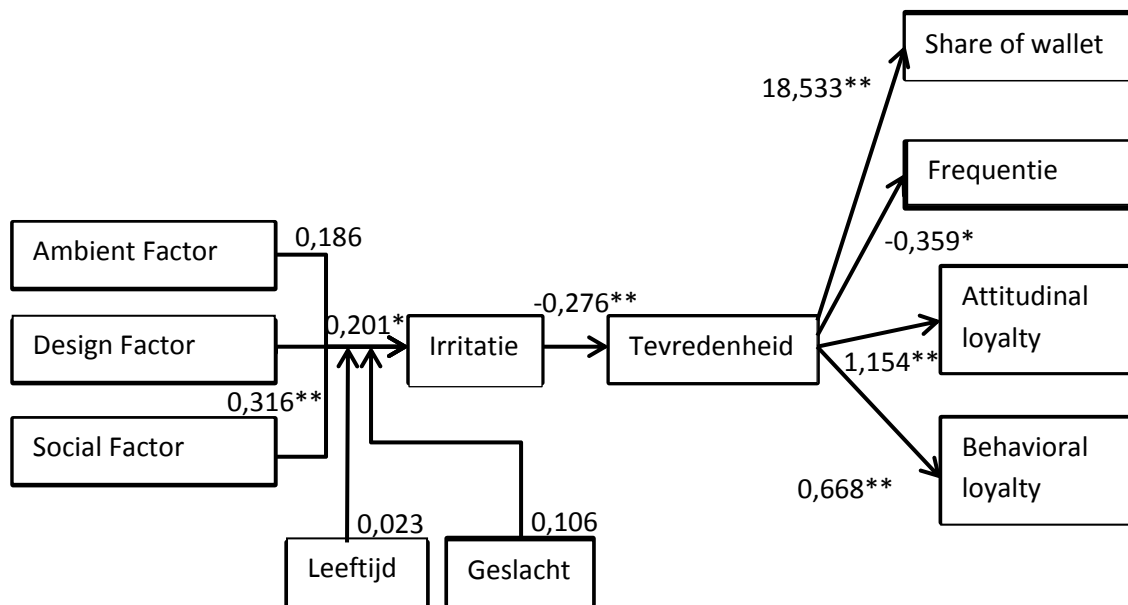 Share of wallet
18,533**
Frequentie
-0,359*
Ambient Factor
0,186
Design Factor
0,201*
Irritatie
-0,276**
Tevredenheid
Attitudinal
loyalty
1,154**
Social Factor
0,316**
Behavioral
loyalty
0,668**
0,023
Leeftijd
0,106
Geslacht